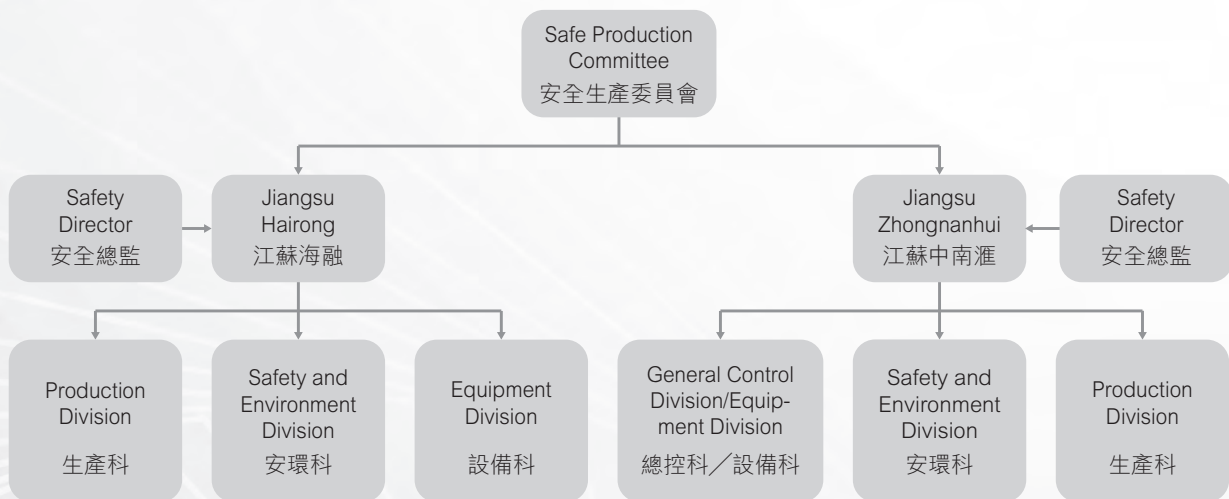 Safe Production
Committee
安全生產委員會
Safety
Director
安全總監
Jiangsu
Hairong
江蘇海融
Jiangsu
Zhongnanhui
江蘇中南滙
Safety
Director
安全總監
Production
Division
生產科
Safety and
Environment
Division
安環科
Equipment
Division
設備科
General Control
Division/Equip-
ment Division
總控科／設備科
Safety and
Environment
Division
安環科
Production
Division
生產科